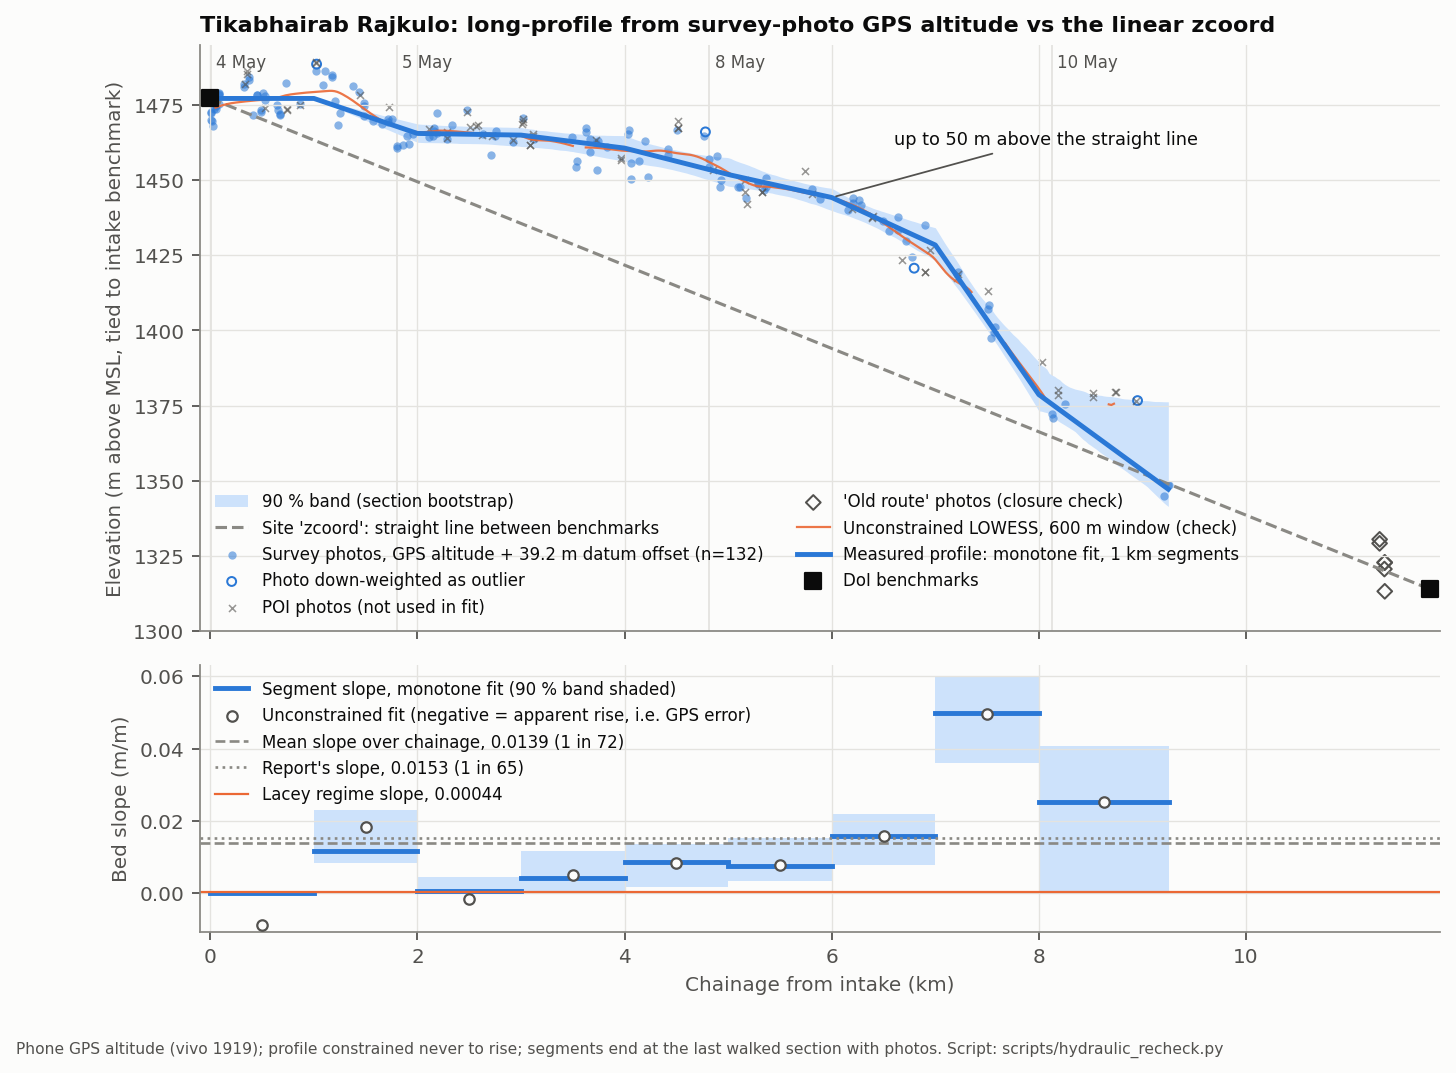 Tikabhairab Rajkulo: long-profile from survey-photo GPS altitude vs the linear zcoord
4 May
5 May
8 May
10 May
up to 50 m above the straight line
Elevation (m above MSL, tied to intake benchmark)
1475
1450
1425
1400
1375
1350
1325
1300
90 % band (section bootstrap)
Site 'zcoord': straight line between benchmarks
Survey photos, GPS altitude + 39.2 m datum offset (n=132)
Photo down-weighted as outlier
POI photos (not used in fit)
'Old route' photos (closure check)
Unconstrained LOWESS, 600 m window (check)
Measured profile: monotone fit, 1 km segments
DoI benchmarks
Bed slope (m/m)
0.06
0.04
0.02
0.00
Segment slope, monotone fit (90 % band shaded)
Unconstrained fit (negative = apparent rise, i.e. GPS error)
Mean slope over chainage, 0.0139 (1 in 72)
Report's slope, 0.0153 (1 in 65)
Lacey regime slope, 0.00044
0
2
4
6
8
10
Chainage from intake (km)
Phone GPS altitude (vivo 1919); profile constrained never to rise; segments end at the last walked section with photos. Script: scripts/hydraulic_recheck.py